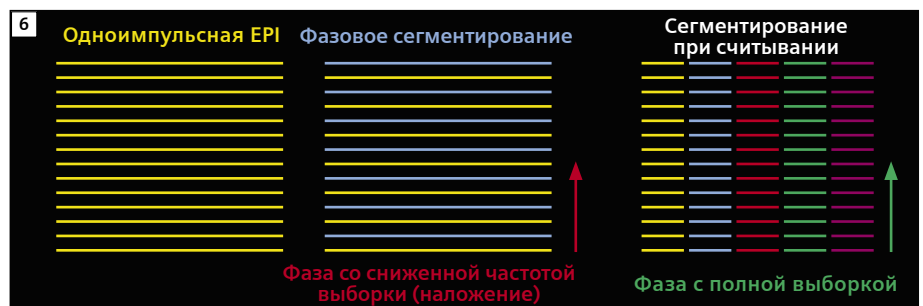 6
Одноимпульсная EPI
Фазовое сегментирование
Сегментирование
при считывании
Фаза со сниженной частотой
выборки (наложение)
Фаза с полной выборкой